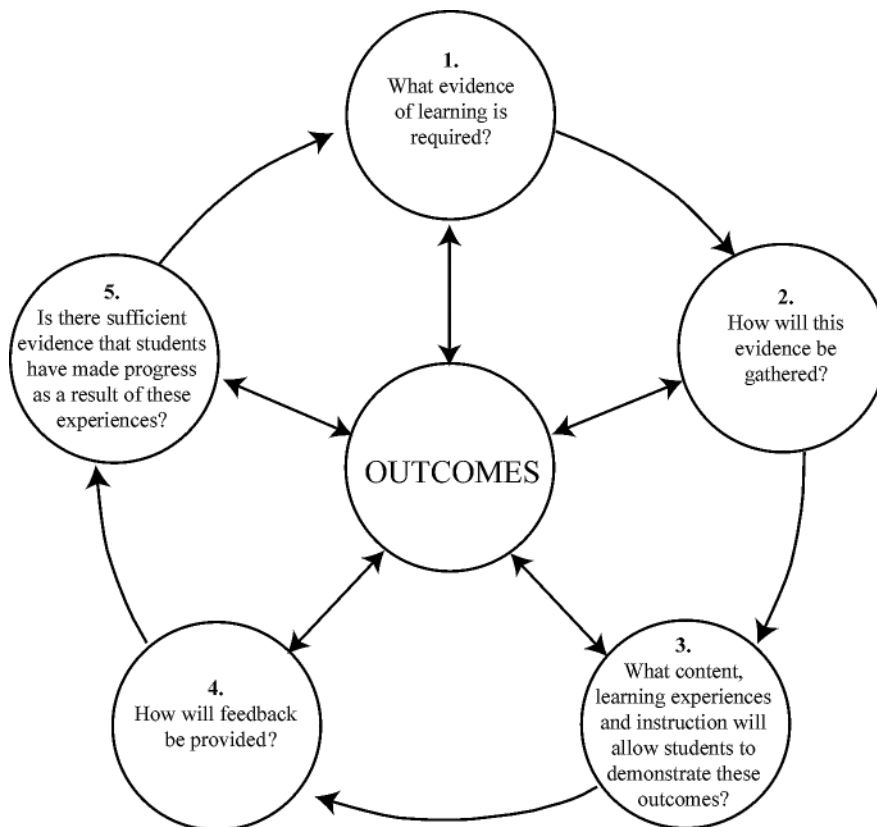 1.
What evidence
of learning is
required?
2.
How will this
evidence be
gathered?
3.
What content,
learning experiences
and instruction will
allow students to
demonstrate these
outcomes?
4.
How will feedback
be provided?
5.
Is there sufficient
evidence that students
have made progress
as a result of these
experiences?
OUTCOMES